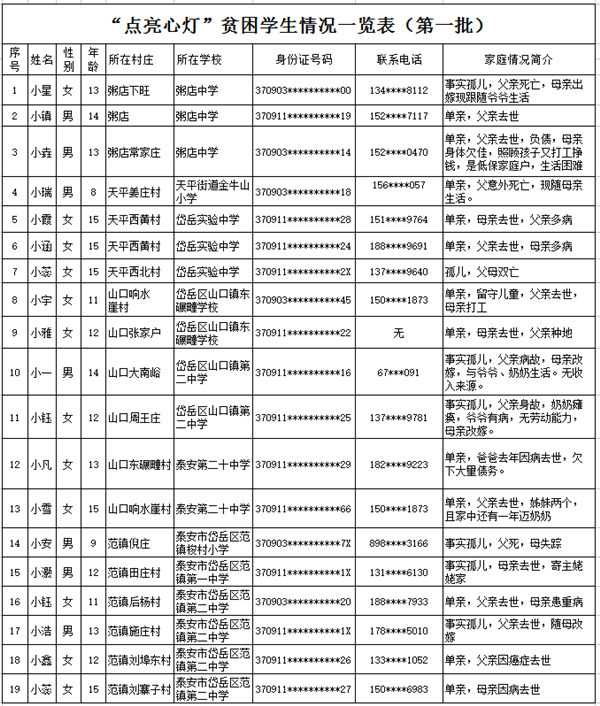 “点亮心灯”贫困学生情况一览表（第一批）
序号 姓名 性别 年龄 所在村庄 所在学校 身份证号码 联系电话 家庭情况简介
1 小星 女 13 粥店下旺 粥店中学 370903**********00 134****8112 事实孤儿，父亲死亡，母亲出嫁现跟随爷爷生活
2 小镇 男 14 粥店 粥店中学 370911**********19 152****7117 单亲，父亲去世
3 小垚 男 13 粥店常家庄 粥店中学 370903**********14 152****0470 单亲，父亲去世，负债，母亲身体欠佳，照顾孩子又打工挣钱，是低保家庭户，生活困难
4 小瑞 男 8 天平姜庄村 天平街道金牛山小学 370903**********18 156****057 单亲，父意外死亡，现随母亲生活。
5 小霞 女 15 天平西黄村 岱岳实验中学 370911**********28 151****9764 单亲，母亲去世，父亲多病
6 小函 女 15 天平西黄村 岱岳实验中学 370911**********24 188****9691 单亲，父亲去世，母亲多病
7 小蕊 女 15 天平西北村 岱岳实验中学 370911**********2X 137****9640 孤儿，父母双亡
8 小宇 女 11 山口响水崖村 岱岳区山口镇东碾疃学校 370903**********45 150****1873 单亲，留守儿童，父亲去世，母亲打工
9 小雅 女 12 山口张家户 岱岳区山口镇东碾疃学校 370911**********22 无 单亲，母亲去世，父亲种地
10 小一 男 14 山口大南峪 岱岳区山口镇第二中学 370911**********16 67***091 事实孤儿，父亲病故，母亲改嫁，与爷爷、奶奶生活。无收入来源。
11 小钰 女 12 山口周王庄 岱岳区山口镇第二中学 370911**********25 137****9781 事实孤儿，父亲身故，奶奶瘫痪，爷爷有病，无劳动能力，母亲改嫁。
12 小凡 女 13 山口东碾疃村 泰安第二十中学 370911**********29 182****9223 单亲，爸爸去年因病去世，欠下大量债务。
13 小雪 女 15 山口响水崖村 泰安第二十中学 370911**********66 150****1873 单亲，父亲去世，姊妹两个，且家中还有一年迈奶奶
14 小安 男 9 范镇倪庄 泰安市岱岳区范镇梭村小学 370903**********7X 898****3166 事实孤儿，父死，母失踪
15 小灏 男 12 范镇田庄村 泰安市岱岳区范镇第一中学 370911**********1X 131****6130 事实孤儿，母亲去世，寄主姥姥家
16 小钰 女 11 范镇后杨村 泰安市岱岳区范镇第二中学 370903**********20 188****7933 单亲，父亲去世，母亲患重病
17 小浩 男 13 范镇施庄村 泰安市岱岳区范镇第二中学 370911**********1X 178****5010 事实孤儿，父亲去世，随母改嫁
18 小鑫 女 12 范镇刘埠东村 泰安市岱岳区范镇第二中学 370911**********26 133****1052 单亲，父亲因癌症去世
19 小蕊 女 15 范镇刘寨子村 泰安市岱岳区范镇第二中学 370911**********27 150****6983 单亲，母亲因病去世